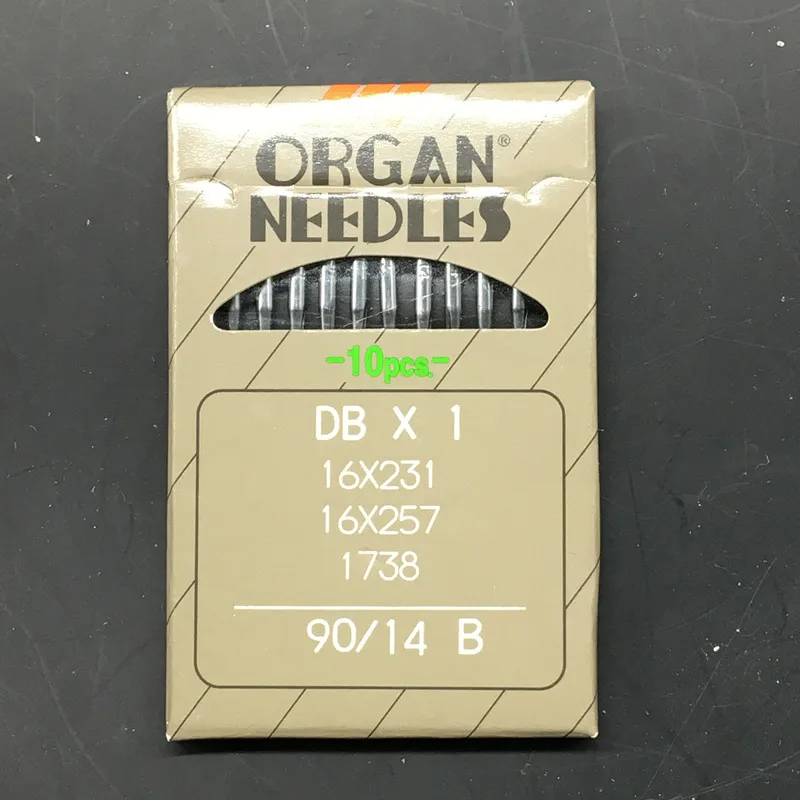 ORGAN®
NEEDLES
-10pcs.-
DB X 1
16X231
16X257
1738
90/14 B